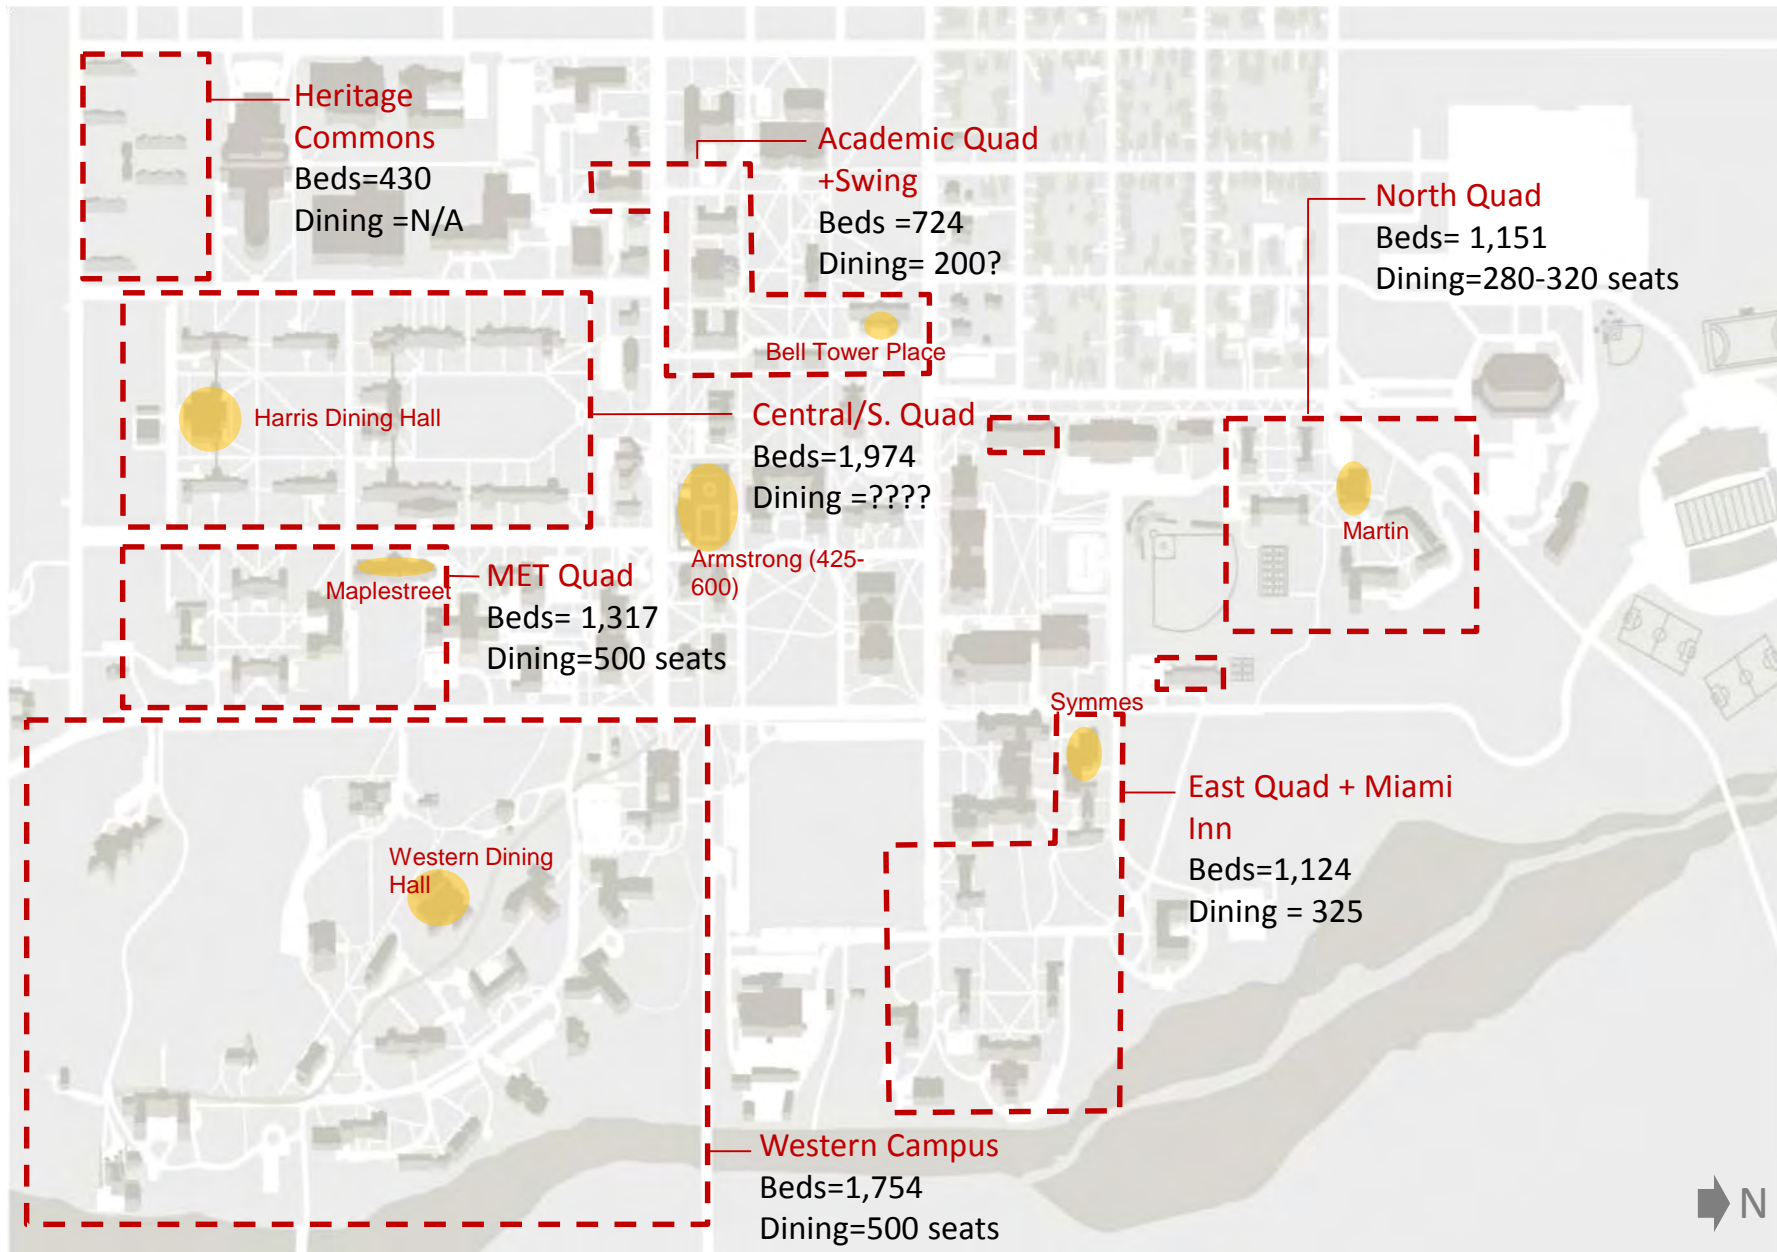 Heritage
Commons
Beds=430
Dining =N/A
Academic Quad
+Swing
Beds =724
Dining= 200?
North Quad
Beds= 1,151
Dining=280-320 seats
Bell Tower Place
Harris Dining Hall
Central/S. Quad
Beds=1,974
Dining =????
Martin
Armstrong (425-
600)
Maplestreet
MET Quad
Beds= 1,317
Dining=500 seats
Symmes
East Quad + Miami
Inn
Beds=1,124
Dining = 325
Western Dining
Hall
Western Campus
Beds=1,754
Dining=500 seats
N